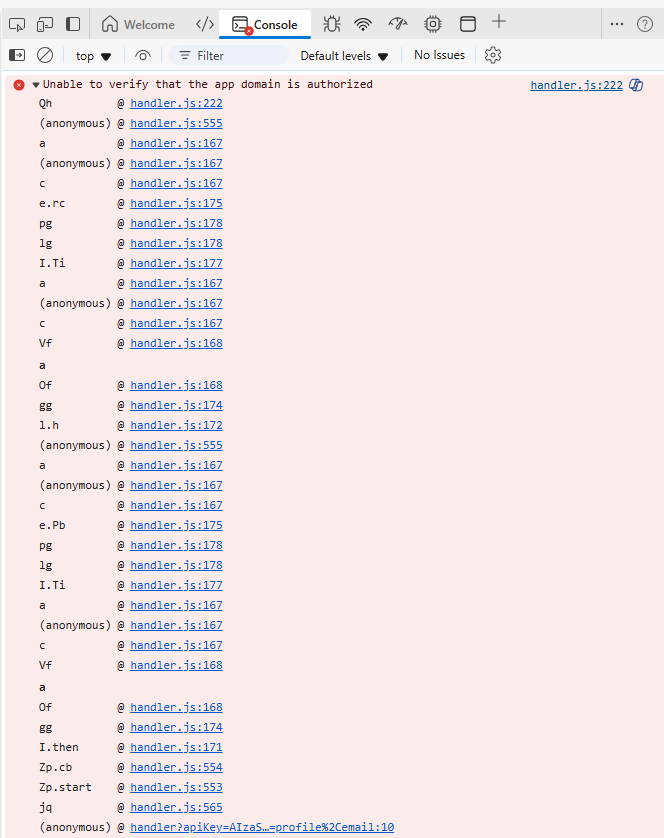 Welcome
Console
top
Filter
Default levels
No Issues
Unable to verify that the app domain is authorized handler.js:222
Qh @ handler.js:222
(anonymous) @ handler.js:555
a @ handler.js:167
(anonymous) @ handler.js:167
c @ handler.js:167
e.rc @ handler.js:175
pg @ handler.js:178
lg @ handler.js:178
I.Ti @ handler.js:177
a @ handler.js:167
(anonymous) @ handler.js:167
c @ handler.js:167
Vf @ handler.js:168
a
Of @ handler.js:168
gg @ handler.js:174
l.h @ handler.js:172
(anonymous) @ handler.js:555
a @ handler.js:167
(anonymous) @ handler.js:167
c @ handler.js:167
e.Pb @ handler.js:175
pg @ handler.js:178
lg @ handler.js:178
I.Ti @ handler.js:177
a @ handler.js:167
(anonymous) @ handler.js:167
c @ handler.js:167
Vf @ handler.js:168
a
Of @ handler.js:168
gg @ handler.js:174
I.then @ handler.js:171
Zp.cb @ handler.js:554
Zp.start @ handler.js:553
jq @ handler.js:565
(anonymous) @ handler?apiKey=AIzaS…=profile%2Cemail:10